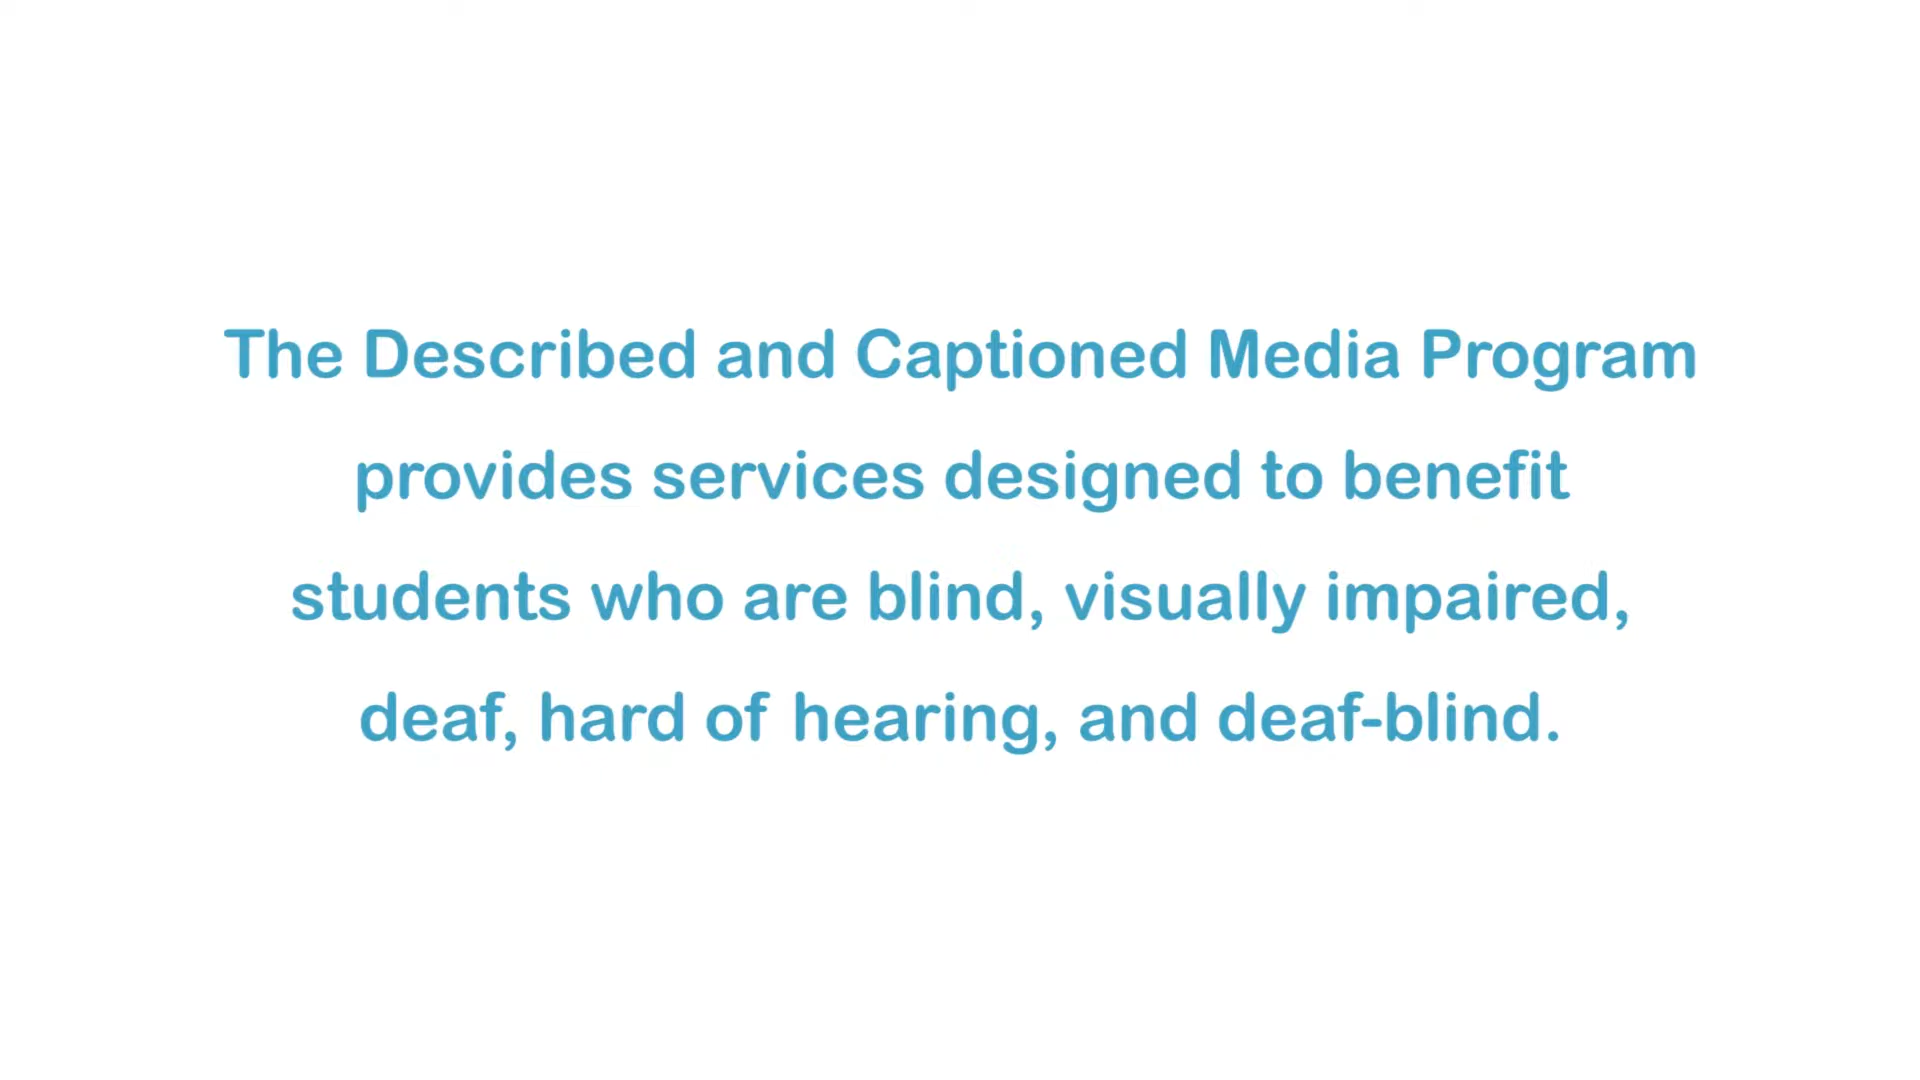 The Described and Captioned Media Program
provides services designed to benefit
students who are blind, visually impaired,
deaf, hard of hearing, and deaf-blind.